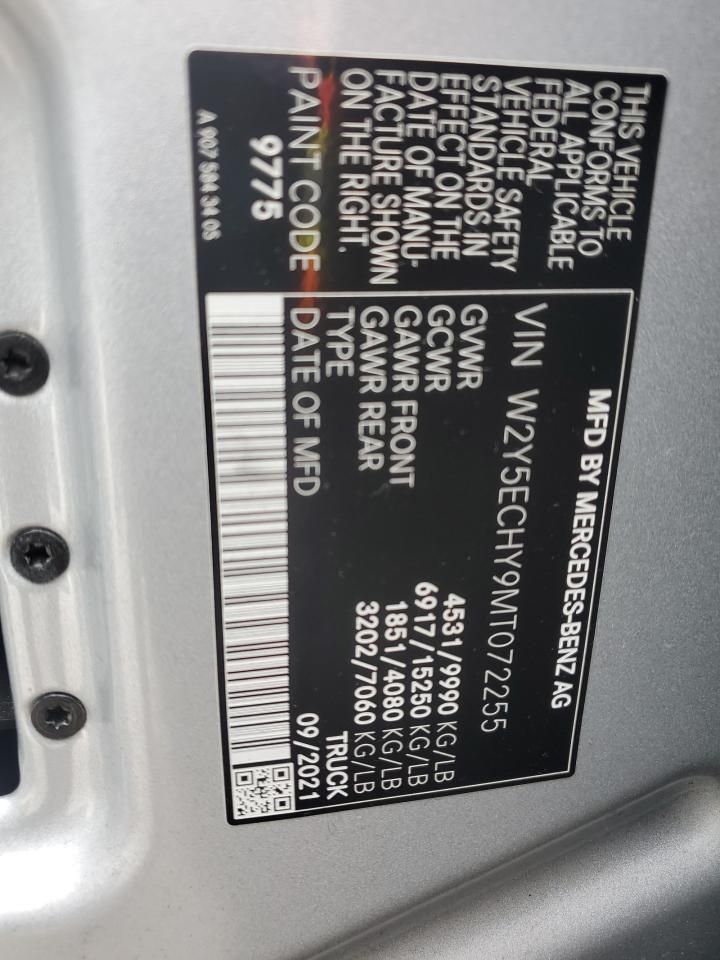 THIS VEHICLE
CONFORMS TO
ALL APPLICABLE
FEDERAL
VEHICLE SAFETY
STANDARDS IN
EFFECT ON THE
DATE OF MANU-
FACTURE SHOWN
ON THE RIGHT.
PAINT CODE
9775
A 907 584 34 05
MFD BY MERCEDES-BENZ AG
VIN W2Y5ECHY9MT072255
GVWR 4531/9990 KG/LB
GCWR 6917/15250 KG/LB
GAWR FRONT 1851/4080 KG/LB
GAWR REAR 3202/7060 KG/LB
TYPE TRUCK
DATE OF MFD 09/2021